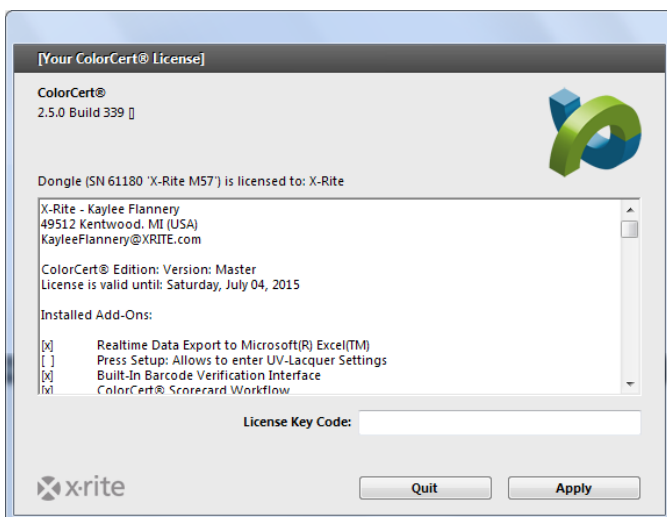 [Your ColorCert® License]
ColorCert®
2.5.0 Build 339 []
Dongle (SN 61180 'X-Rite M57') is licensed to: X-Rite
X-Rite - Kaylee Flannery
49512 Kentwood. MI (USA)
KayleeFlannery@XRITE.com
ColorCert® Edition: Version: Master
License is valid until: Saturday, July 04, 2015
Installed Add-Ons:
[x] Realtime Data Export to Microsoft(R) Excel(TM)
[ ] Press Setup: Allows to enter UV-Lacquer Settings
[x] Built-In Barcode Verification Interface
[x] ColorCert® Scorecard Workflow
License Key Code:
x·rite
Quit Apply